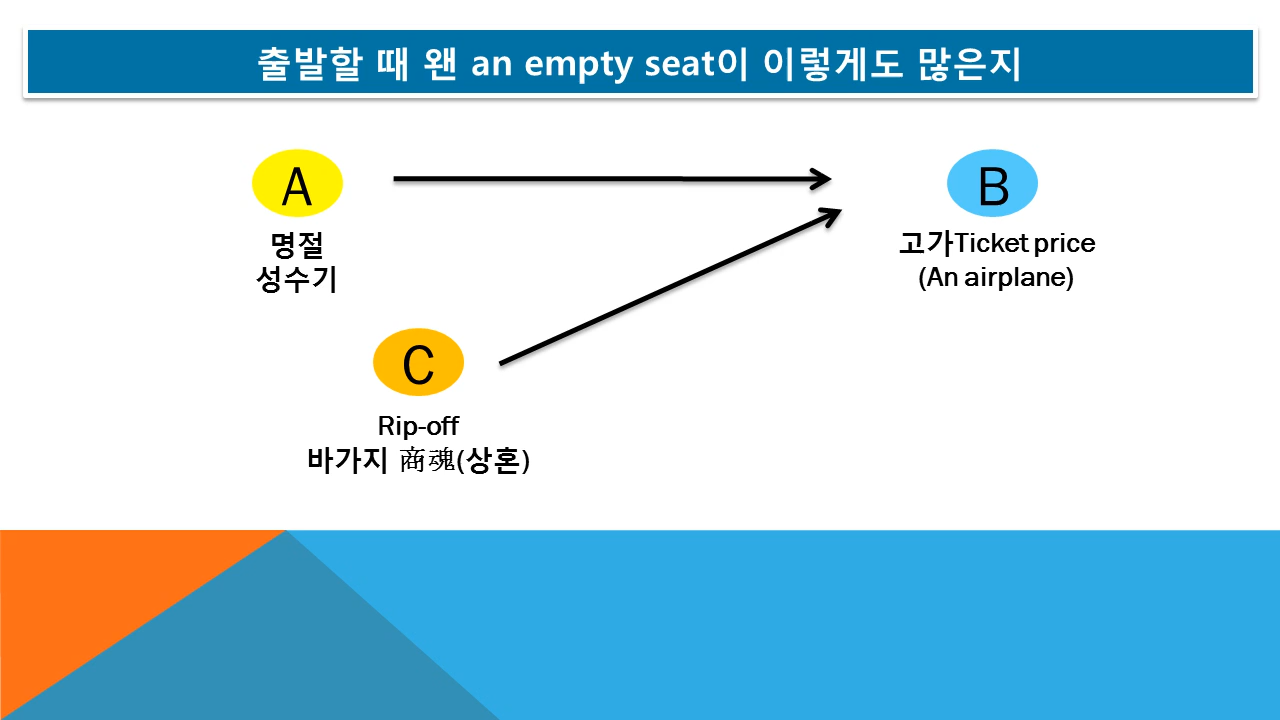 출발할 때 왠 an empty seat이 이렇게도 많은지
A
명절
성수기
B
고가Ticket price
(An airplane)
C
Rip-off
바가지 商魂(상혼)